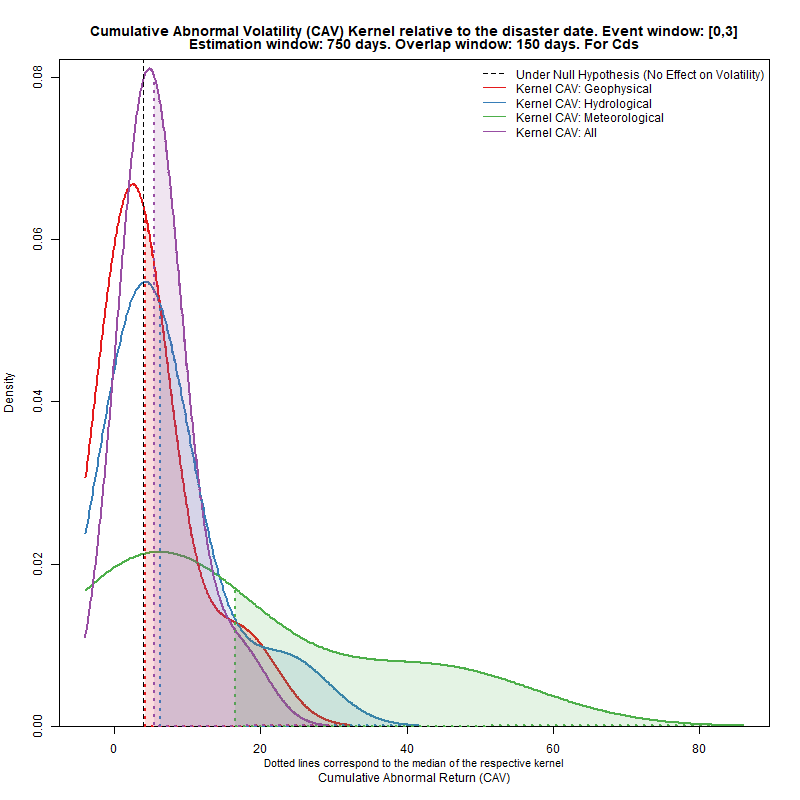 Cumulative Abnormal Volatility (CAV) Kernel relative to the disaster date. Event window: [0,3]
Estimation window: 750 days. Overlap window: 150 days. For Cds
Under Null Hypothesis (No Effect on Volatility)
Kernel CAV: Geophysical
Kernel CAV: Hydrological
Kernel CAV: Meteorological
Kernel CAV: All
0.08
0.06
0.04
0.02
0.00
Density
0 20 40 60 80
Dotted lines correspond to the median of the respective kernel
Cumulative Abnormal Return (CAV)